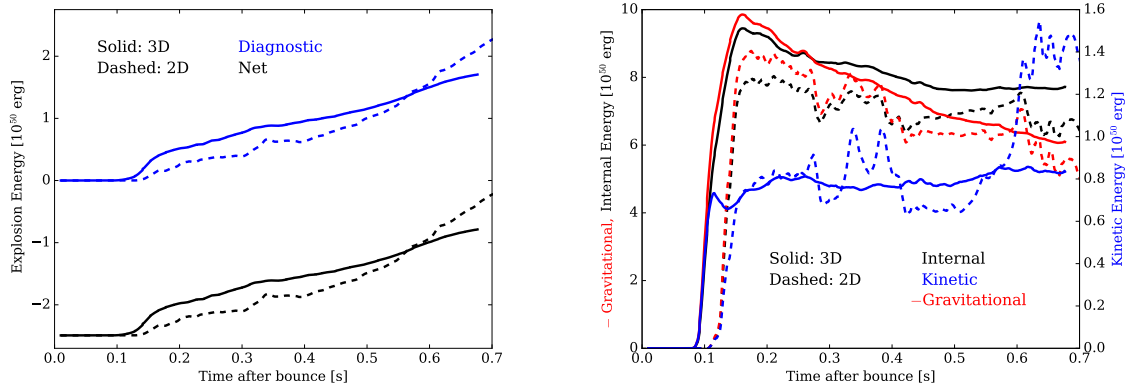 Solid: 3D Diagnostic
Dashed: 2D Net
Explosion Energy [10^50 erg]
2
1
0
−1
−2
0.0 0.1 0.2 0.3 0.4 0.5 0.6 0.7
Time after bounce [s]
− Gravitational, Internal Energy [10^50 erg]
10
8
6
4
2
0
Solid: 3D Internal
Dashed: 2D Kinetic
−Gravitational
1.6
1.4
1.2
1.0
0.8
0.6
0.4
0.2
0.0
Kinetic Energy [10^50 erg]
0.0 0.1 0.2 0.3 0.4 0.5 0.6 0.7
Time after bounce [s]